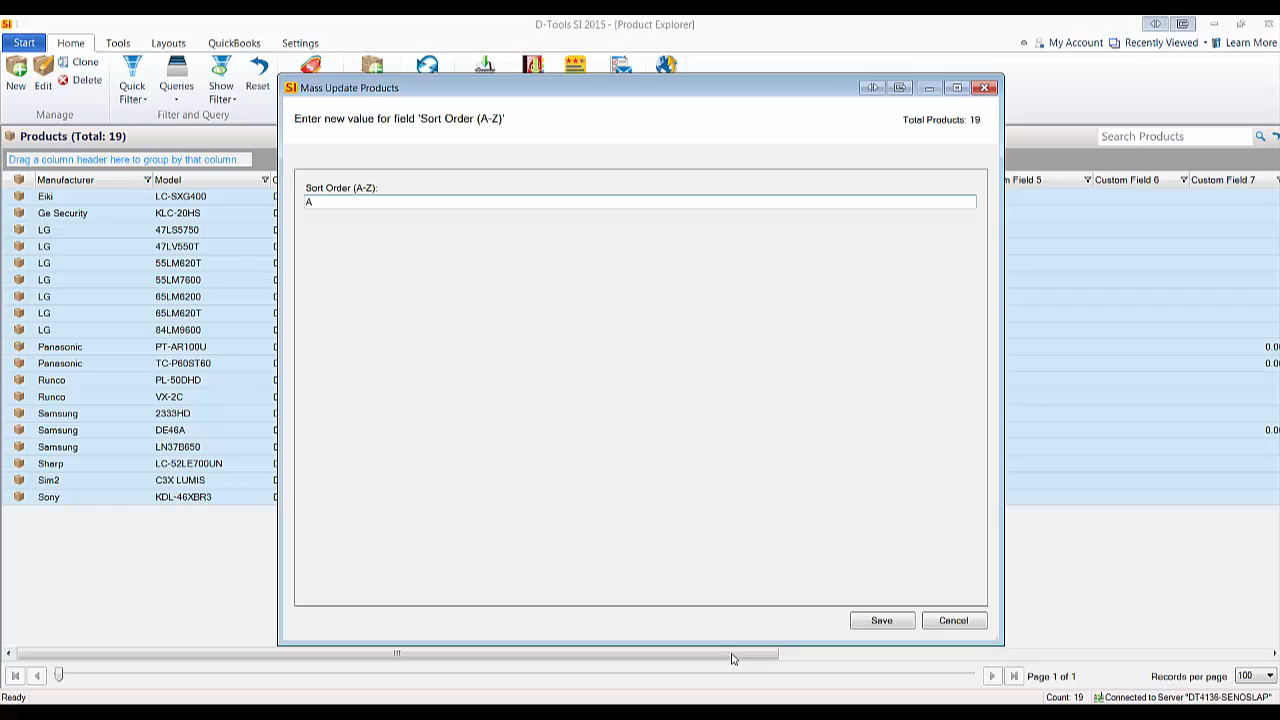 SI
D-Tools SI 2015 - [Product Explorer]
Start Home Tools Layouts QuickBooks Settings
My Account Recently Viewed Learn More
New Edit Clone Delete Quick Filter Queries Show Filter Reset
Manage Filter and Query
SI Mass Update Products
Enter new value for field 'Sort Order (A-Z)'
Total Products: 19
Products (Total: 19)
Search Products
Drag a column header here to group by that column.
Manufacturer Model Field 5 Custom Field 6 Custom Field 7
Sort Order (A-Z):
A
Eiki LC-SXG400
Ge Security KLC-20HS
LG 47LS5750
LG 47LV550T
LG 55LM620T
LG 55LM7600
LG 65LM6200
LG 65LM620T
LG 84LM9600
Panasonic PT-AR100U
Panasonic TC-P60ST60
Runco PL-50DHD
Runco VX-2C
Samsung 2333HD
Samsung DE46A
Samsung LN37B650
Sharp LC-52LE700UN
Sim2 C3X LUMIS
Sony KDL-46XBR3
Save Cancel
Page 1 of 1 Records per page 100
Ready Count: 19 Connected to Server "DT4136-SENOSLAP"